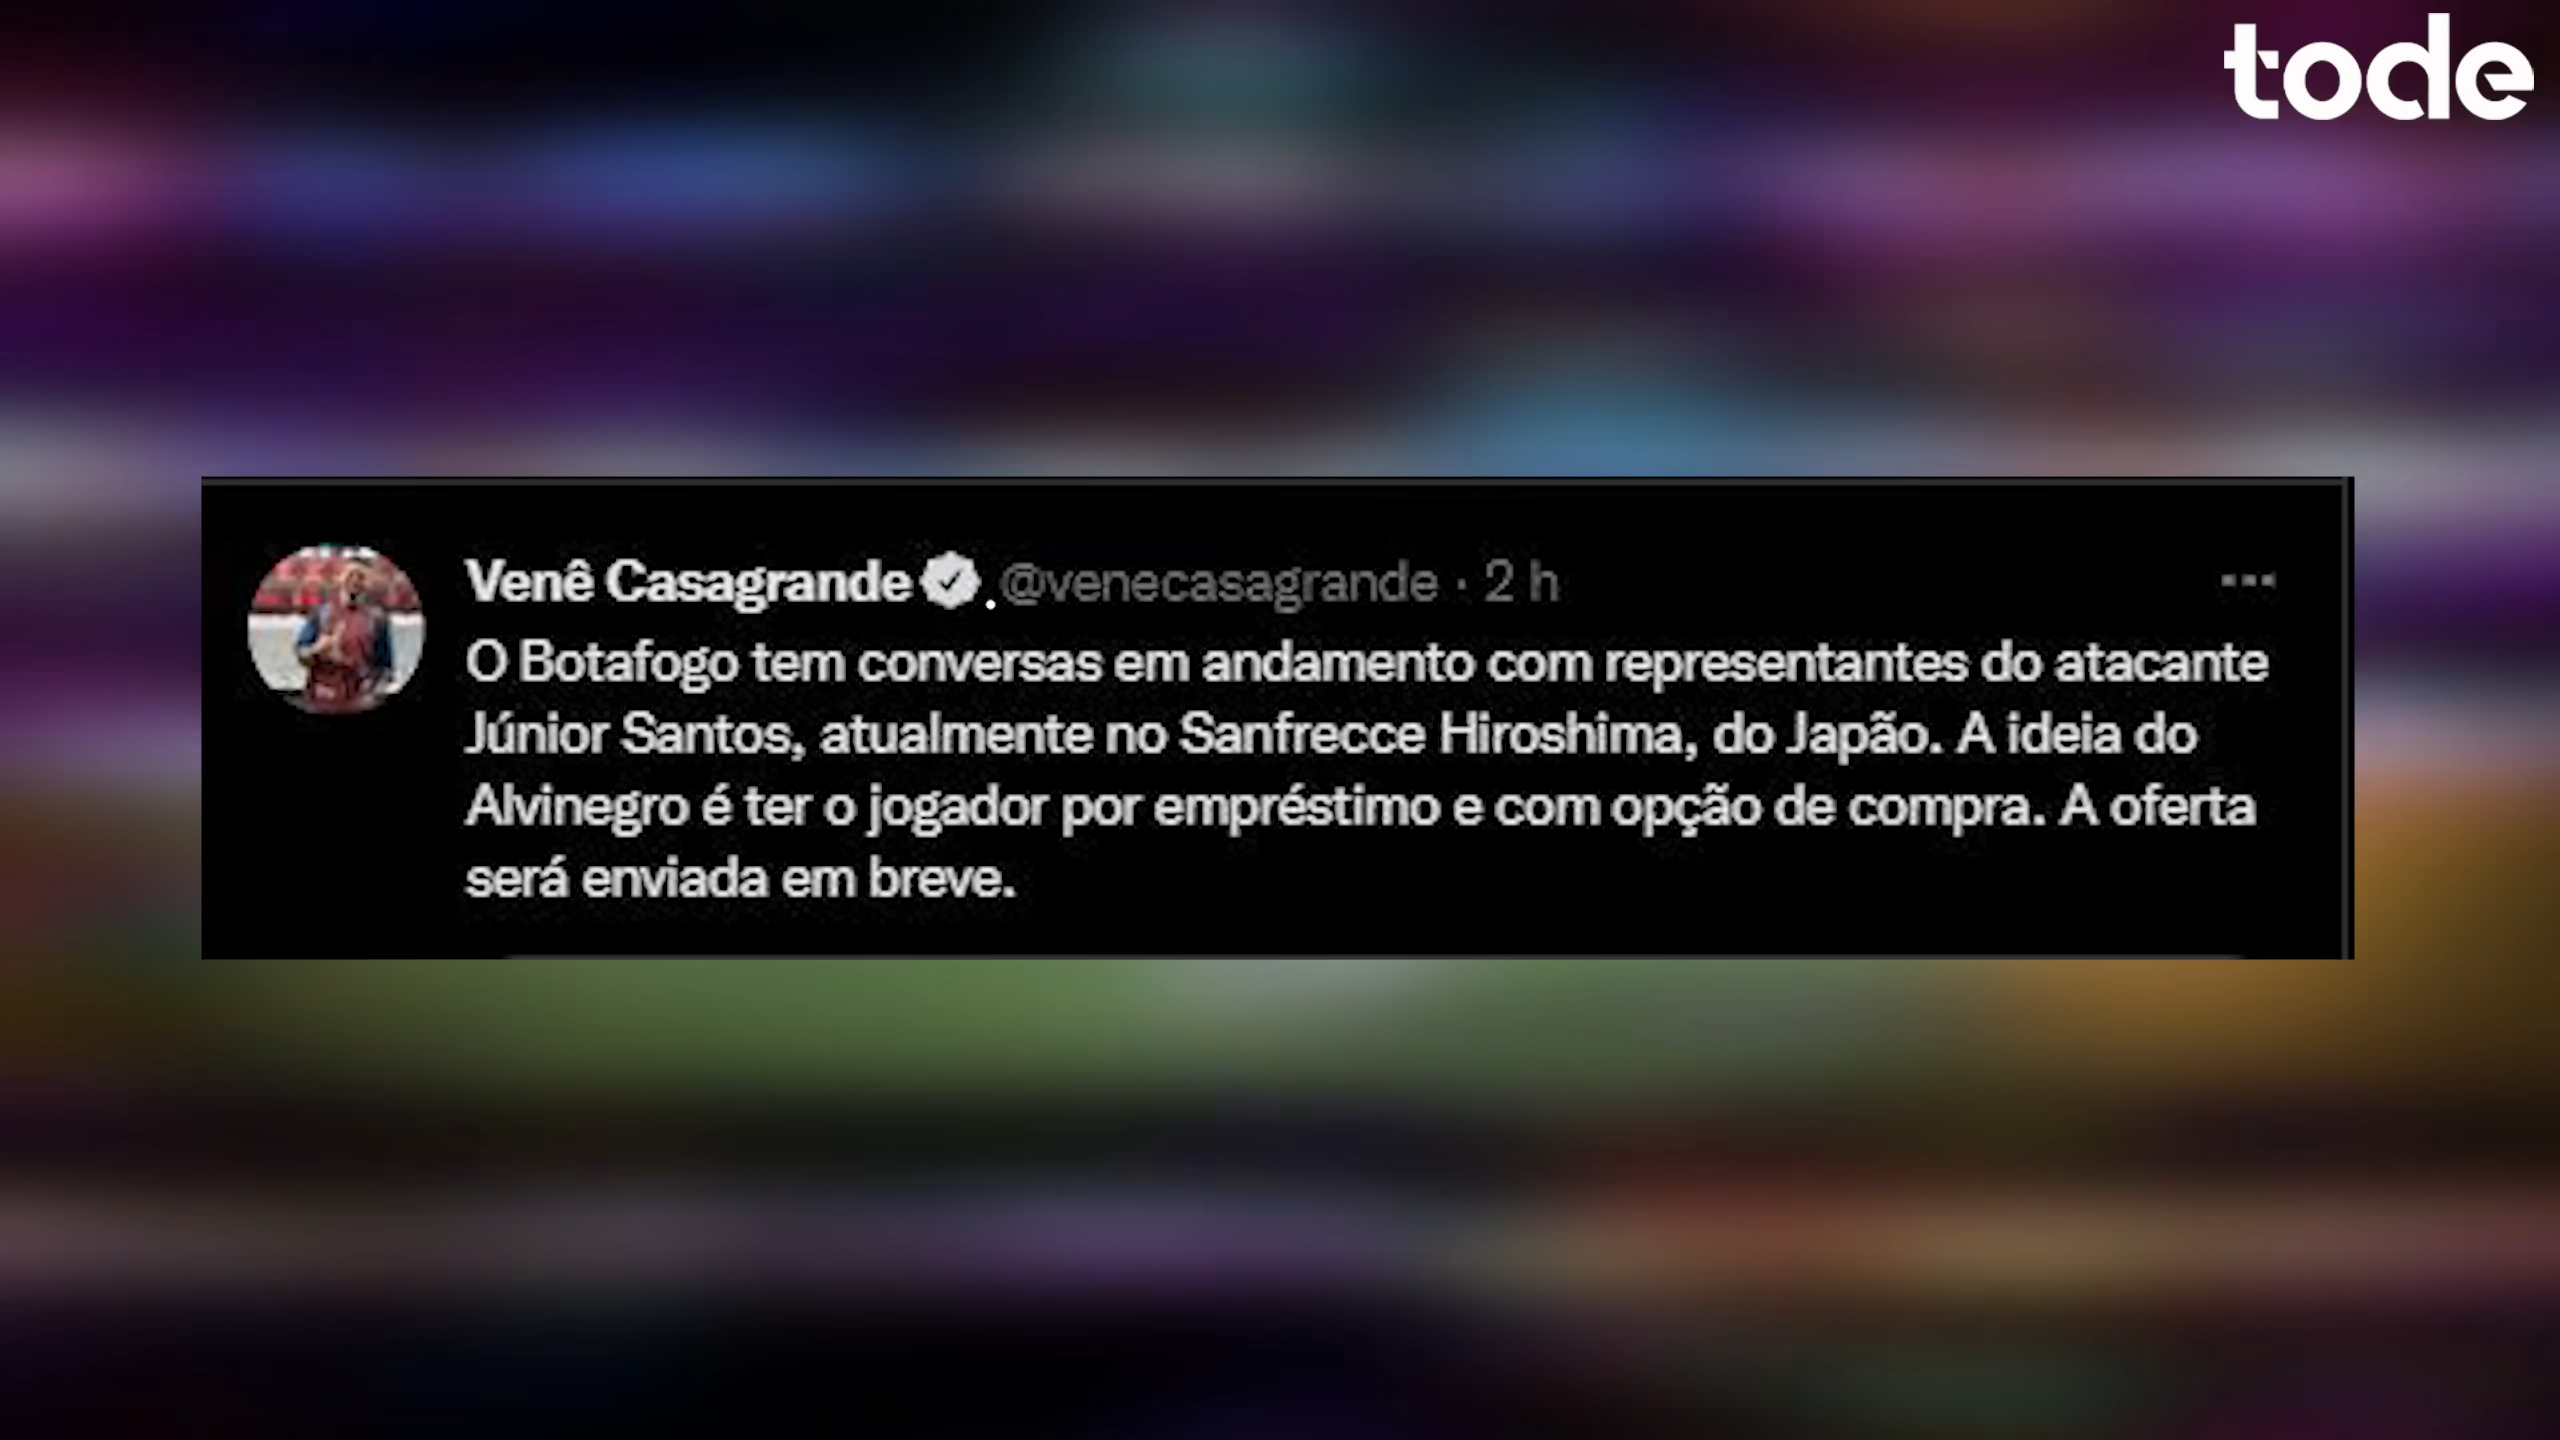 tode
Venê Casagrande @venecasagrande · 2 h
O Botafogo tem conversas em andamento com representantes do atacante
Júnior Santos, atualmente no Sanfrecce Hiroshima, do Japão. A ideia do
Alvinegro é ter o jogador por empréstimo e com opção de compra. A oferta
será enviada em breve.